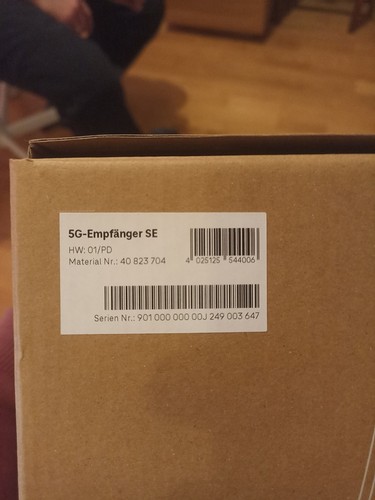 5G-Empfänger SE
HW: 01/PD
Material Nr.: 40 823 704
4 025125 544006
Serien Nr.: 901 000 000 00J 249 003 647